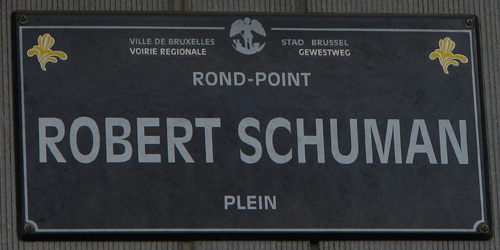 VILLE DE BRUXELLES STAD BRUSSEL
VOIRIE REGIONALE GEWESTWEG
ROND-POINT
ROBERT SCHUMAN
PLEIN